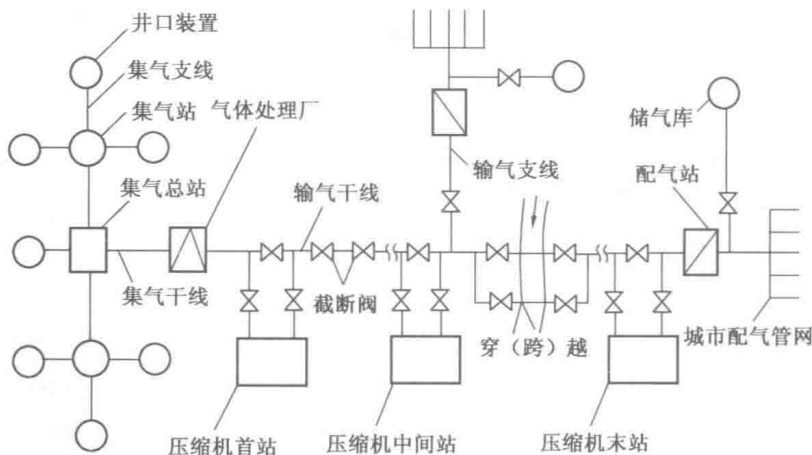 井口装置
集气支线
集气站
气体处理厂
储气库
集气总站
输气支线
配气站
输气干线
集气干线
截断阀
穿（跨）越
城市配气管网
压缩机首站
压缩机中间站
压缩机末站